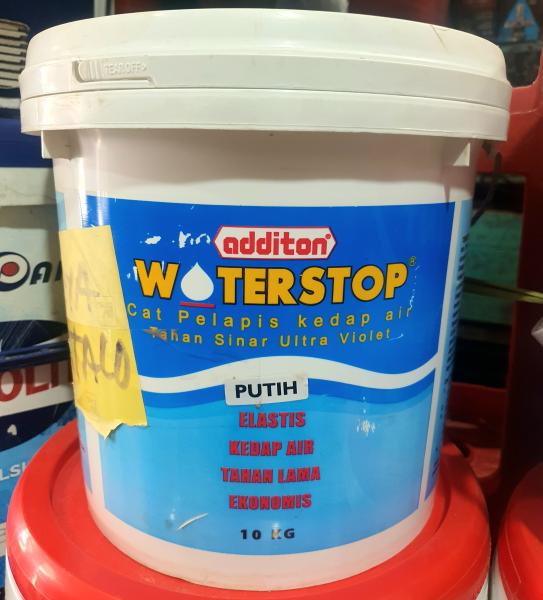 TEAR OFF>
additon®
WATERSTOP®
Cat Pelapis kedap air
Tahan Sinar Ultra Violet
PUTIH
ELASTIS
KEDAP AIR
TAHAN LAMA
EKONOMIS
10 KG